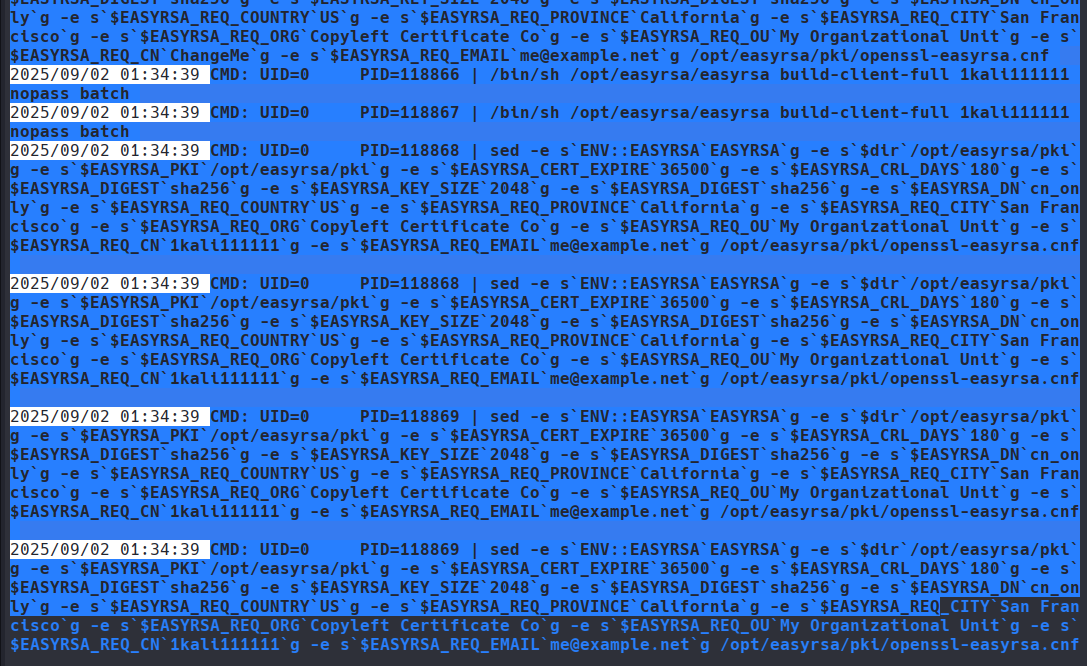 ly`g -e s`$EASYRSA_REQ_COUNTRY`US`g -e s`$EASYRSA_REQ_PROVINCE`California`g -e s`$EASYRSA_REQ_CITY`San Fran
cisco`g -e s`$EASYRSA_REQ_ORG`Copyleft Certificate Co`g -e s`$EASYRSA_REQ_OU`My Organizational Unit`g -e s`
$EASYRSA_REQ_CN`ChangeMe`g -e s`$EASYRSA_REQ_EMAIL`me@example.net`g /opt/easyrsa/pki/openssl-easyrsa.cnf
2025/09/02 01:34:39 CMD: UID=0     PID=118866 | /bin/sh /opt/easyrsa/easyrsa build-client-full 1kali111111
nopass batch
2025/09/02 01:34:39 CMD: UID=0     PID=118867 | /bin/sh /opt/easyrsa/easyrsa build-client-full 1kali111111
nopass batch
2025/09/02 01:34:39 CMD: UID=0     PID=118868 | sed -e s`ENV::EASYRSA`EASYRSA`g -e s`$dir`/opt/easyrsa/pki`
g -e s`$EASYRSA_PKI`/opt/easyrsa/pki`g -e s`$EASYRSA_CERT_EXPIRE`36500`g -e s`$EASYRSA_CRL_DAYS`180`g -e s`
$EASYRSA_DIGEST`sha256`g -e s`$EASYRSA_KEY_SIZE`2048`g -e s`$EASYRSA_DIGEST`sha256`g -e s`$EASYRSA_DN`cn_on
ly`g -e s`$EASYRSA_REQ_COUNTRY`US`g -e s`$EASYRSA_REQ_PROVINCE`California`g -e s`$EASYRSA_REQ_CITY`San Fran
cisco`g -e s`$EASYRSA_REQ_ORG`Copyleft Certificate Co`g -e s`$EASYRSA_REQ_OU`My Organizational Unit`g -e s`
$EASYRSA_REQ_CN`1kali111111`g -e s`$EASYRSA_REQ_EMAIL`me@example.net`g /opt/easyrsa/pki/openssl-easyrsa.cnf
2025/09/02 01:34:39 CMD: UID=0     PID=118868 | sed -e s`ENV::EASYRSA`EASYRSA`g -e s`$dir`/opt/easyrsa/pki`
g -e s`$EASYRSA_PKI`/opt/easyrsa/pki`g -e s`$EASYRSA_CERT_EXPIRE`36500`g -e s`$EASYRSA_CRL_DAYS`180`g -e s`
$EASYRSA_DIGEST`sha256`g -e s`$EASYRSA_KEY_SIZE`2048`g -e s`$EASYRSA_DIGEST`sha256`g -e s`$EASYRSA_DN`cn_on
ly`g -e s`$EASYRSA_REQ_COUNTRY`US`g -e s`$EASYRSA_REQ_PROVINCE`California`g -e s`$EASYRSA_REQ_CITY`San Fran
cisco`g -e s`$EASYRSA_REQ_ORG`Copyleft Certificate Co`g -e s`$EASYRSA_REQ_OU`My Organizational Unit`g -e s`
$EASYRSA_REQ_CN`1kali111111`g -e s`$EASYRSA_REQ_EMAIL`me@example.net`g /opt/easyrsa/pki/openssl-easyrsa.cnf
2025/09/02 01:34:39 CMD: UID=0     PID=118869 | sed -e s`ENV::EASYRSA`EASYRSA`g -e s`$dir`/opt/easyrsa/pki`
g -e s`$EASYRSA_PKI`/opt/easyrsa/pki`g -e s`$EASYRSA_CERT_EXPIRE`36500`g -e s`$EASYRSA_CRL_DAYS`180`g -e s`
$EASYRSA_DIGEST`sha256`g -e s`$EASYRSA_KEY_SIZE`2048`g -e s`$EASYRSA_DIGEST`sha256`g -e s`$EASYRSA_DN`cn_on
ly`g -e s`$EASYRSA_REQ_COUNTRY`US`g -e s`$EASYRSA_REQ_PROVINCE`California`g -e s`$EASYRSA_REQ_CITY`San Fran
cisco`g -e s`$EASYRSA_REQ_ORG`Copyleft Certificate Co`g -e s`$EASYRSA_REQ_OU`My Organizational Unit`g -e s`
$EASYRSA_REQ_CN`1kali111111`g -e s`$EASYRSA_REQ_EMAIL`me@example.net`g /opt/easyrsa/pki/openssl-easyrsa.cnf
2025/09/02 01:34:39 CMD: UID=0     PID=118869 | sed -e s`ENV::EASYRSA`EASYRSA`g -e s`$dir`/opt/easyrsa/pki`
g -e s`$EASYRSA_PKI`/opt/easyrsa/pki`g -e s`$EASYRSA_CERT_EXPIRE`36500`g -e s`$EASYRSA_CRL_DAYS`180`g -e s`
$EASYRSA_DIGEST`sha256`g -e s`$EASYRSA_KEY_SIZE`2048`g -e s`$EASYRSA_DIGEST`sha256`g -e s`$EASYRSA_DN`cn_on
ly`g -e s`$EASYRSA_REQ_COUNTRY`US`g -e s`$EASYRSA_REQ_PROVINCE`California`g -e s`$EASYRSA_REQ_CITY`San Fran
cisco`g -e s`$EASYRSA_REQ_ORG`Copyleft Certificate Co`g -e s`$EASYRSA_REQ_OU`My Organizational Unit`g -e s`
$EASYRSA_REQ_CN`1kali111111`g -e s`$EASYRSA_REQ_EMAIL`me@example.net`g /opt/easyrsa/pki/openssl-easyrsa.cnf